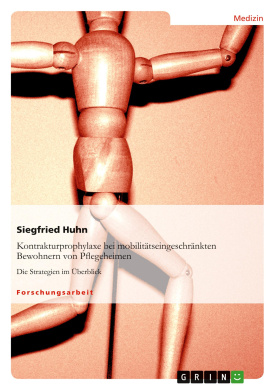 Medizin
Siegfried Huhn
Kontrakturprophylaxe bei mobilitätseingeschränkten
Bewohnern von Pflegeheimen
Die Strategien im Überblick
Forschungsarbeit
GRIN